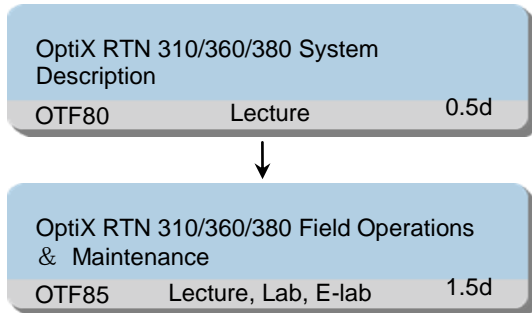 OptiX RTN 310/360/380 System
Description
OTF80 Lecture 0.5d
OptiX RTN 310/360/380 Field Operations
& Maintenance
OTF85 Lecture, Lab, E-lab 1.5d